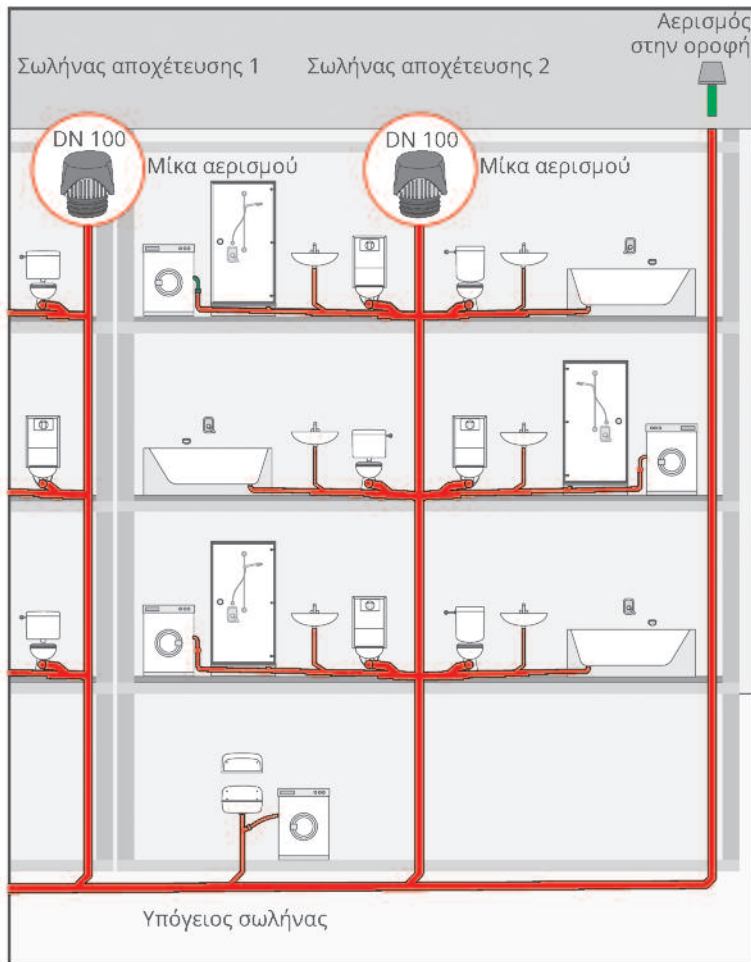 Αερισμός
στην οροφή
Σωλήνας αποχέτευσης 1
Σωλήνας αποχέτευσης 2
DN 100
DN 100
Μίκα αερισμού
Μίκα αερισμού
Υπόγειος σωλήνας